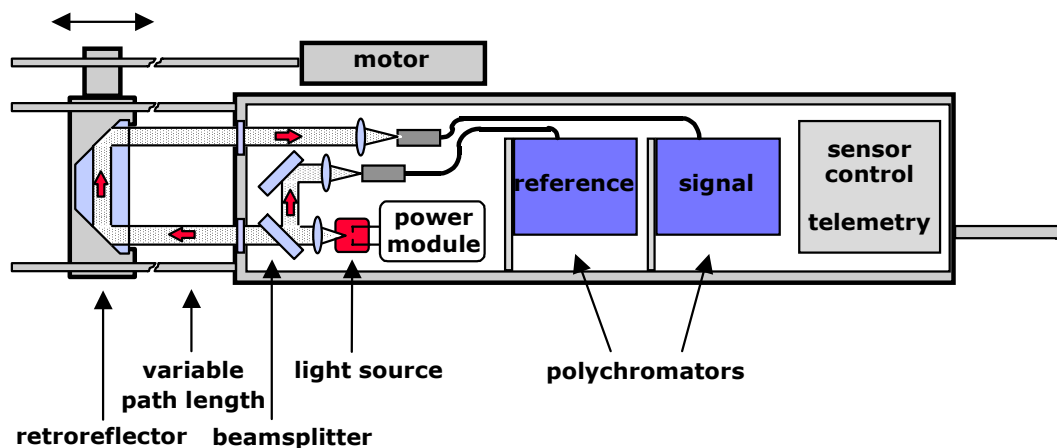 motor
reference
signal
sensor
control
telemetry
power
module
variable
path length
light source
polychromators
retroreflector
beamsplitter